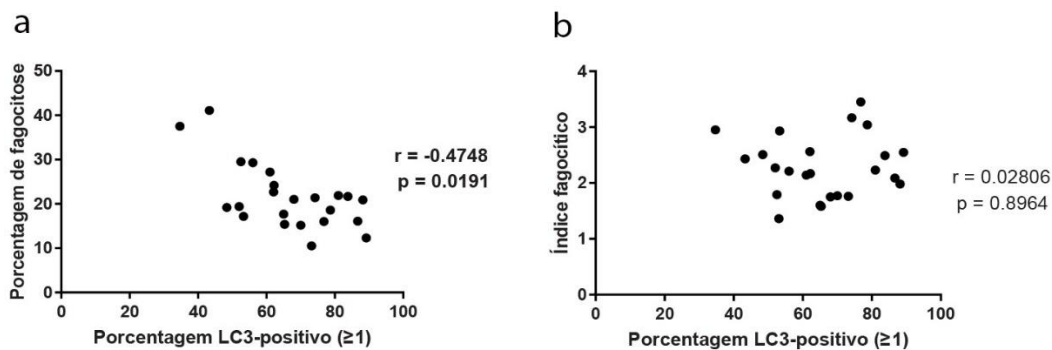 a
Porcentagem de fagocitose
50
40
30
20
10
0
0 20 40 60 80 100
Porcentagem LC3-positivo (≥1)
r = -0.4748
p = 0.0191
b
Índice fagocítico
4
3
2
1
0
0 20 40 60 80 100
Porcentagem LC3-positivo (≥1)
r = 0.02806
p = 0.8964